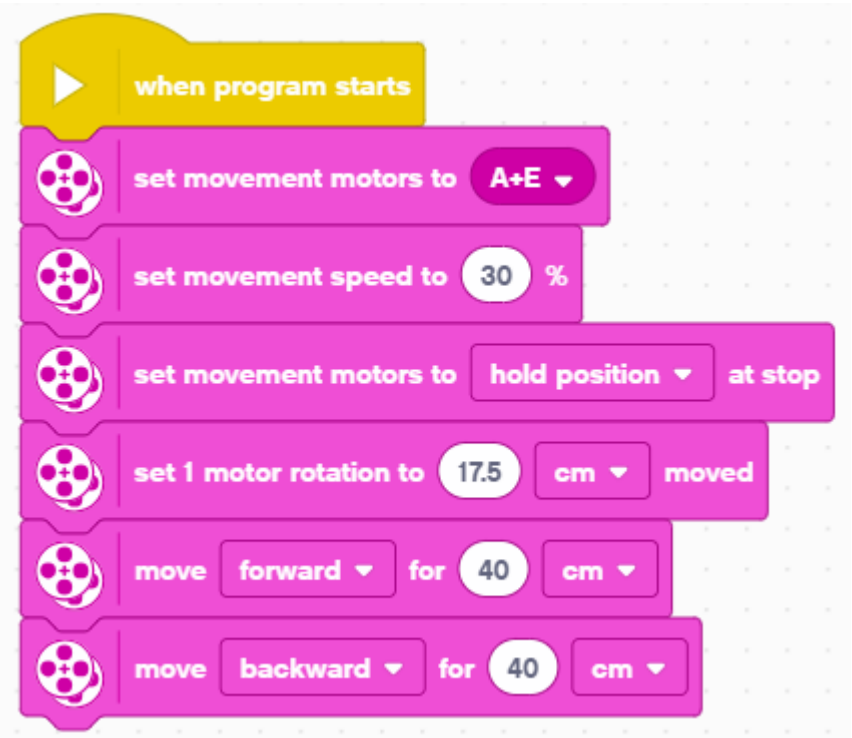 when program starts
set movement motors to A+E
set movement speed to 30 %
set movement motors to hold position at stop
set 1 motor rotation to 17.5 cm moved
move forward for 40 cm
move backward for 40 cm